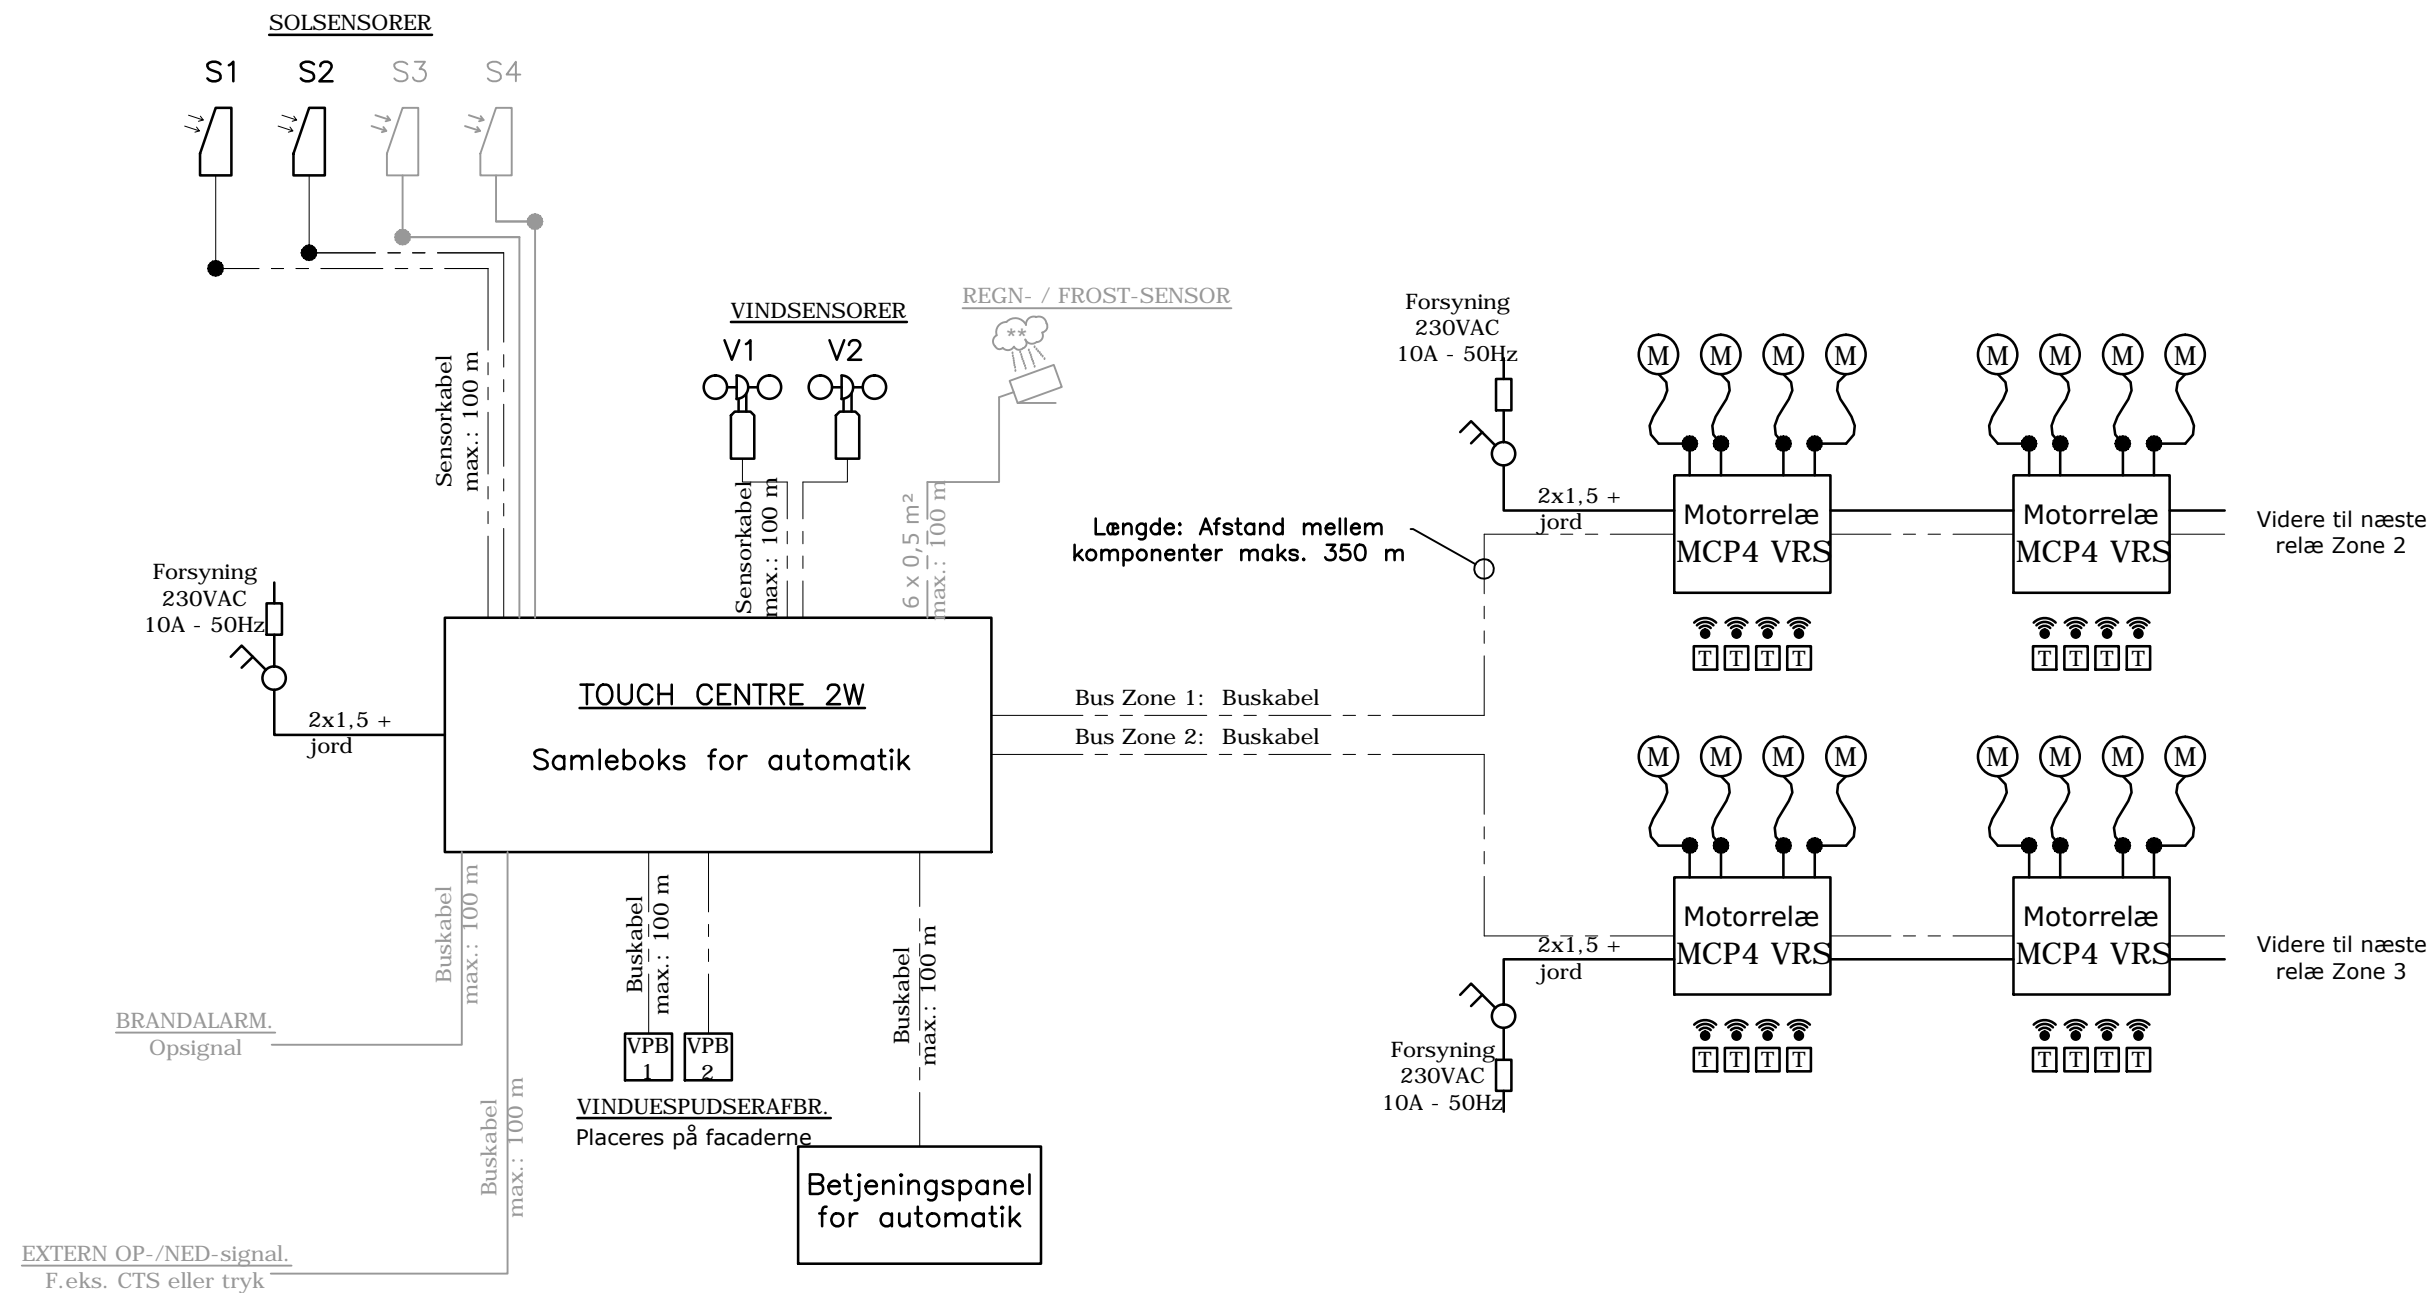 SOLSENSORER
S1
S2
S3
S4
Sensorkabel
max.: 100 m
VINDSENSORER
V1
V2
Sensorkabel
max.: 100 m
REGN- / FROST-SENSOR
**
6 x 0,5 m²
max.: 100 m
Forsyning
230VAC
10A - 50Hz
2x1,5 +
jord
TOUCH CENTRE 2W
Samleboks for automatik
Buskabel
max.: 100 m
BRANDALARM.
Opsignal
Buskabel
max.: 100 m
EXTERN OP-/NED-signal.
F.eks. CTS eller tryk
Buskabel
max.: 100 m
VPB
1
VPB
2
VINDUESPUDSERAFBR.
Placeres på facaderne
Buskabel
max.: 100 m
Betjeningspanel
for automatik
Bus Zone 1: Buskabel
Bus Zone 2: Buskabel
Længde: Afstand mellem
komponenter maks. 350 m
Forsyning
230VAC
10A - 50Hz
2x1,5 +
jord
M M M M
Motorrelæ
MCP4 VRS
T T T T
M M M M
Motorrelæ
MCP4 VRS
T T T T
Videre til næste
relæ Zone 2
Forsyning
230VAC
10A - 50Hz
2x1,5 +
jord
M M M M
Motorrelæ
MCP4 VRS
T T T T
M M M M
Motorrelæ
MCP4 VRS
T T T T
Videre til næste
relæ Zone 3